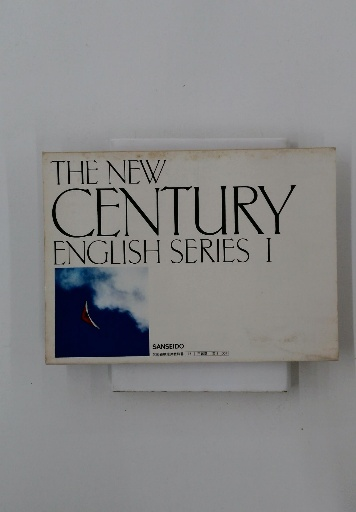 THE NEW
CENTURY
ENGLISH SERIES I
SANSEIDO